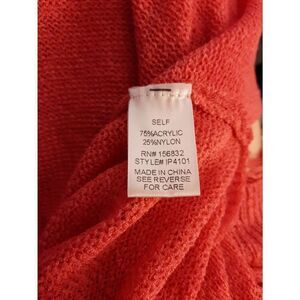 SELF
75%ACRYLIC
25%NYLON
RN# 156832
STYLE# IP4101
MADE IN CHINA
SEE REVERSE
FOR CARE